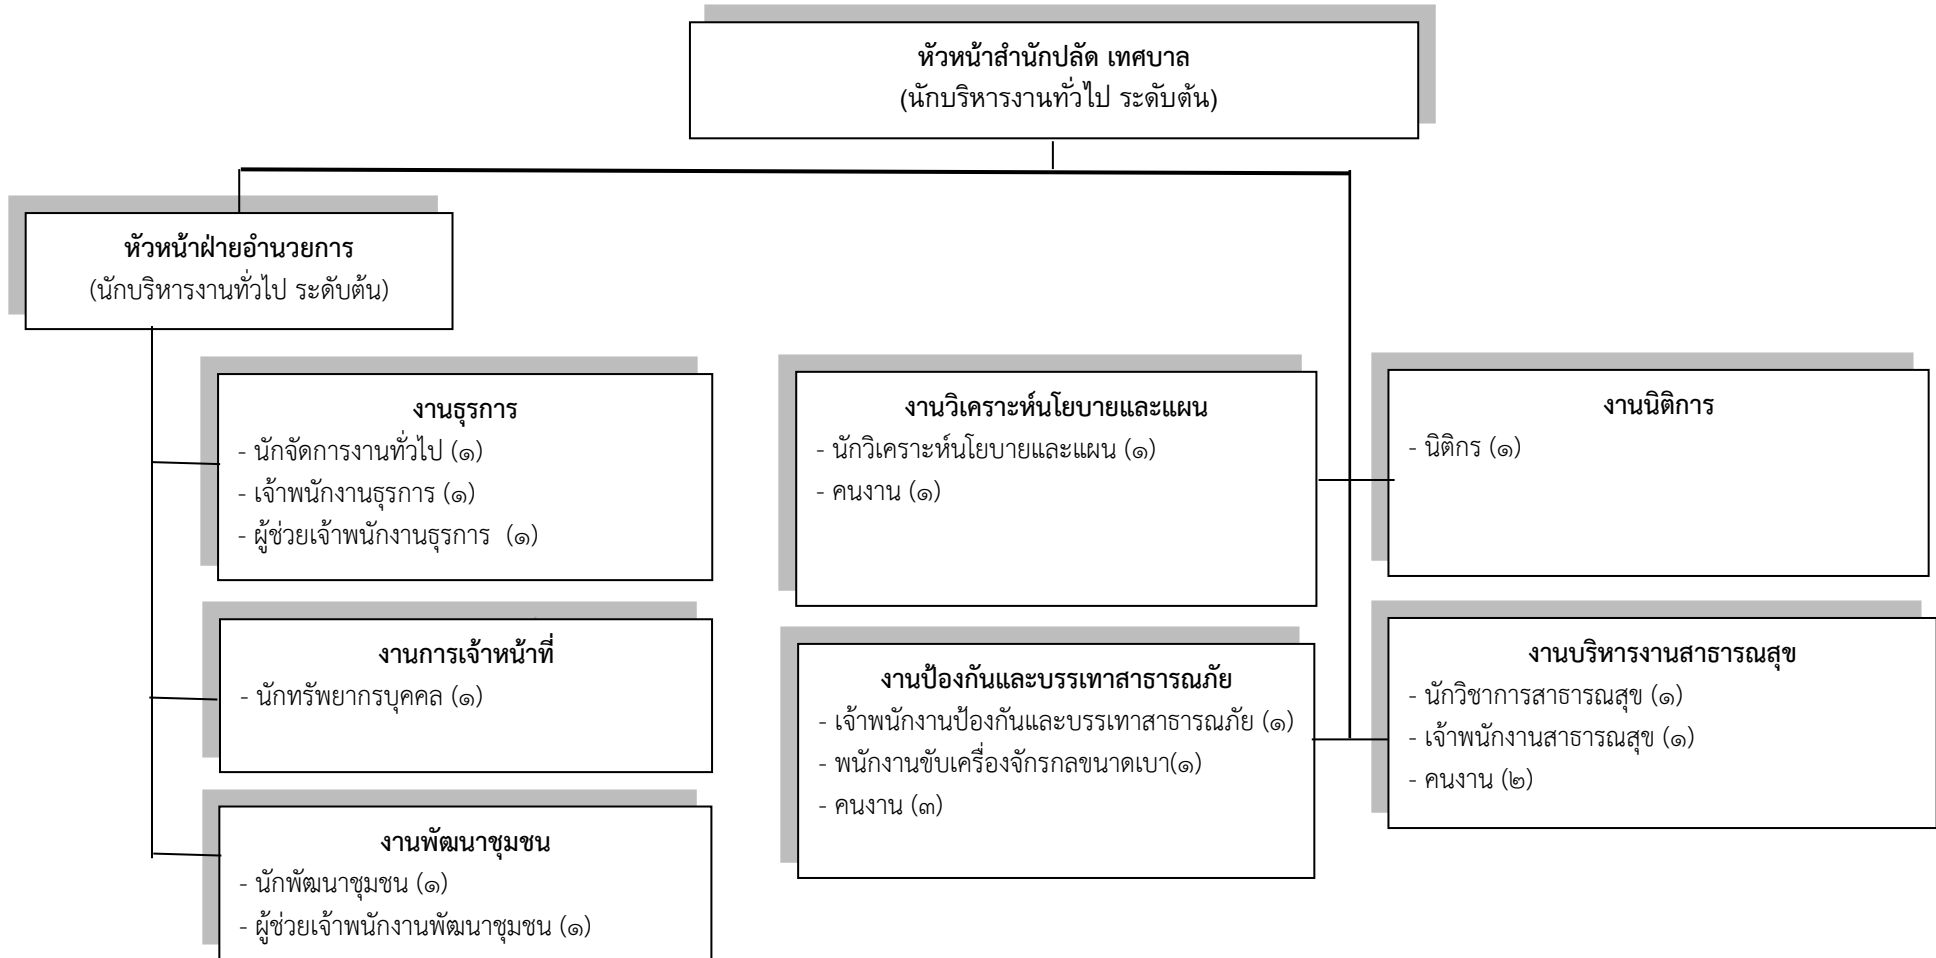 หัวหน้าสำนักปลัด เทศบาล
(นักบริหารงานทั่วไป ระดับต้น)
หัวหน้าฝ่ายอำนวยการ
(นักบริหารงานทั่วไป ระดับต้น)
งานธุรการ
- นักจัดการงานทั่วไป (๑)
- เจ้าพนักงานธุรการ (๑)
- ผู้ช่วยเจ้าพนักงานธุรการ (๑)
งานวิเคราะห์นโยบายและแผน
- นักวิเคราะห์นโยบายและแผน (๑)
- คนงาน (๑)
งานนิติการ
- นิติกร (๑)
งานการเจ้าหน้าที่
- นักทรัพยากรบุคคล (๑)
งานป้องกันและบรรเทาสาธารณภัย
- เจ้าพนักงานป้องกันและบรรเทาสาธารณภัย (๑)
- พนักงานขับเครื่องจักรกลขนาดเบา(๑)
- คนงาน (๓)
งานบริหารงานสาธารณสุข
- นักวิชาการสาธารณสุข (๑)
- เจ้าพนักงานสาธารณสุข (๑)
- คนงาน (๒)
งานพัฒนาชุมชน
- นักพัฒนาชุมชน (๑)
- ผู้ช่วยเจ้าพนักงานพัฒนาชุมชน (๑)